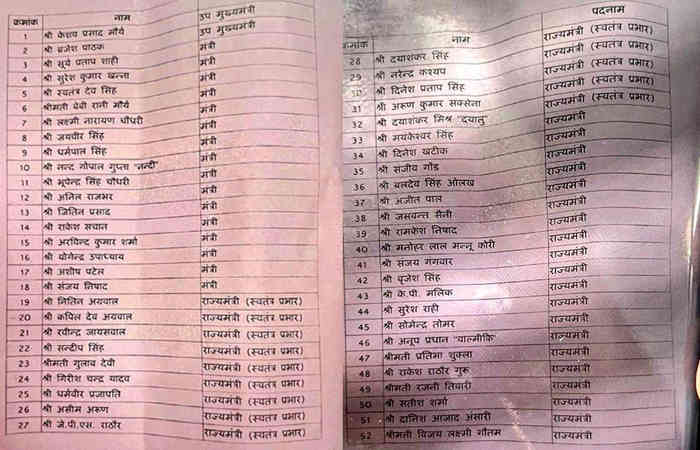 क्रमांक नाम
1 श्री केशव प्रसाद मौर्य उप मुख्यमंत्री
2 श्री ब्रजेश पाठक उप मुख्यमंत्री
3 श्री सूर्य प्रताप शाही मंत्री
4 श्री सुरेश कुमार खन्ना मंत्री
5 श्री स्वतंत्र देव सिंह मंत्री
6 श्रीमती बेबी रानी मौर्य मंत्री
7 श्री लक्ष्मी नारायण चौधरी मंत्री
8 श्री जयवीर सिंह मंत्री
9 श्री धर्मपाल सिंह मंत्री
10 श्री नन्द गोपाल गुप्ता "नन्दी" मंत्री
11 श्री भूपेन्द्र सिंह चौधरी मंत्री
12 श्री अनिल राजभर मंत्री
13 श्री जितिन प्रसाद मंत्री
14 श्री राकेश सचान मंत्री
15 श्री अरविन्द कुमार शर्मा मंत्री
16 श्री योगेन्द्र उपाध्याय मंत्री
17 श्री आशीष पटेल मंत्री
18 श्री संजय निषाद मंत्री
19 श्री नितिन अग्रवाल राज्यमंत्री (स्वतंत्र प्रभार)
20 श्री कपिल देव अग्रवाल राज्यमंत्री (स्वतंत्र प्रभार)
21 श्री रवीन्द्र जायसवाल राज्यमंत्री (स्वतंत्र प्रभार)
22 श्री सन्दीप सिंह राज्यमंत्री (स्वतंत्र प्रभार)
23 श्रीमती गुलाब देवी राज्यमंत्री (स्वतंत्र प्रभार)
24 श्री गिरीश चन्द्र यादव राज्यमंत्री (स्वतंत्र प्रभार)
25 श्री धर्मवीर प्रजापति राज्यमंत्री (स्वतंत्र प्रभार)
26 श्री असीम अरूण राज्यमंत्री (स्वतंत्र प्रभार)
27 श्री जे.पी.एस. राठौर राज्यमंत्री (स्वतंत्र प्रभार)
क्रमांक नाम पदनाम
28 श्री दयाशंकर सिंह राज्यमंत्री (स्वतंत्र प्रभार)
29 श्री नरेन्द्र कश्यप राज्यमंत्री (स्वतंत्र प्रभार)
30 श्री दिनेश प्रताप सिंह राज्यमंत्री (स्वतंत्र प्रभार)
31 श्री अरूण कुमार सक्सेना राज्यमंत्री (स्वतंत्र प्रभार)
32 श्री दयाशंकर मिश्र "दयालु" राज्यमंत्री (स्वतंत्र प्रभार)
33 श्री मयंकेश्वर सिंह राज्यमंत्री
34 श्री दिनेश खटीक राज्यमंत्री
35 श्री संजीव गोंड राज्यमंत्री
36 श्री बलदेव सिंह ओलख राज्यमंत्री
37 श्री अजीत पाल राज्यमंत्री
38 श्री जसवन्त सैनी राज्यमंत्री
39 श्री रामकेश निषाद राज्यमंत्री
40 श्री मनोहर लाल मन्नू कोरी राज्यमंत्री
41 श्री संजय गंगवार राज्यमंत्री
42 श्री बृजेश सिंह राज्यमंत्री
43 श्री के.पी. मलिक राज्यमंत्री
44 श्री सुरेश राही राज्यमंत्री
45 श्री सोमेन्द्र तोमर राज्यमंत्री
46 श्री अनूप प्रधान "वाल्मीकि" राज्यमंत्री
47 श्रीमती प्रतिभा शुक्ला राज्यमंत्री
48 श्री राकेश राठौर गुरू राज्यमंत्री
49 श्रीमती रजनी तिवारी राज्यमंत्री
50 श्री सतीश शर्मा राज्यमंत्री
51 श्री दानिश आजाद अंसारी राज्यमंत्री
52 श्रीमती विजय लक्ष्मी गौतम राज्यमंत्री